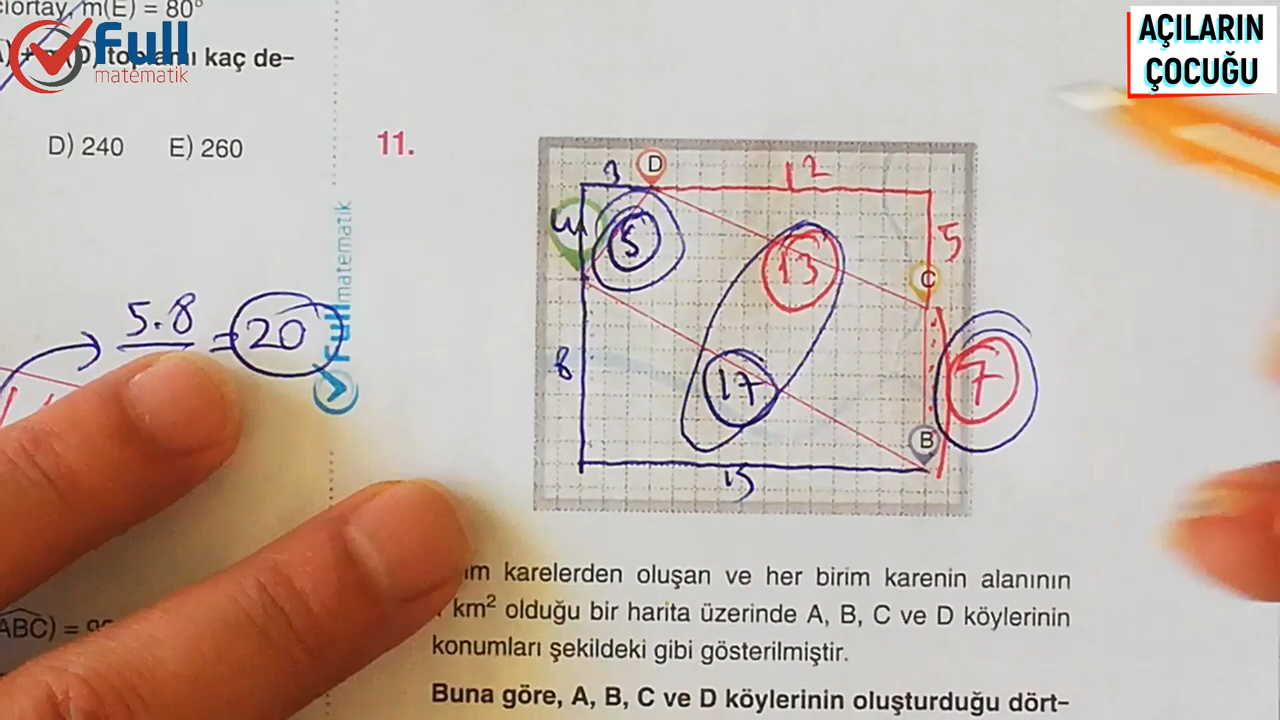 AÇILARIN
ÇOCUĞU
Full
matematik
m(E) = 80°
toplamı kaç de-
D) 240 E) 260
5.8 = 20
Full matematik
11.
3
D
12
4
5
13
5
C
8
17
7
B
15
karelerden oluşan ve her birim karenin alanının
km² olduğu bir harita üzerinde A, B, C ve D köylerinin
konumları şekildeki gibi gösterilmiştir.
Buna göre, A, B, C ve D köylerinin oluşturduğu dört-